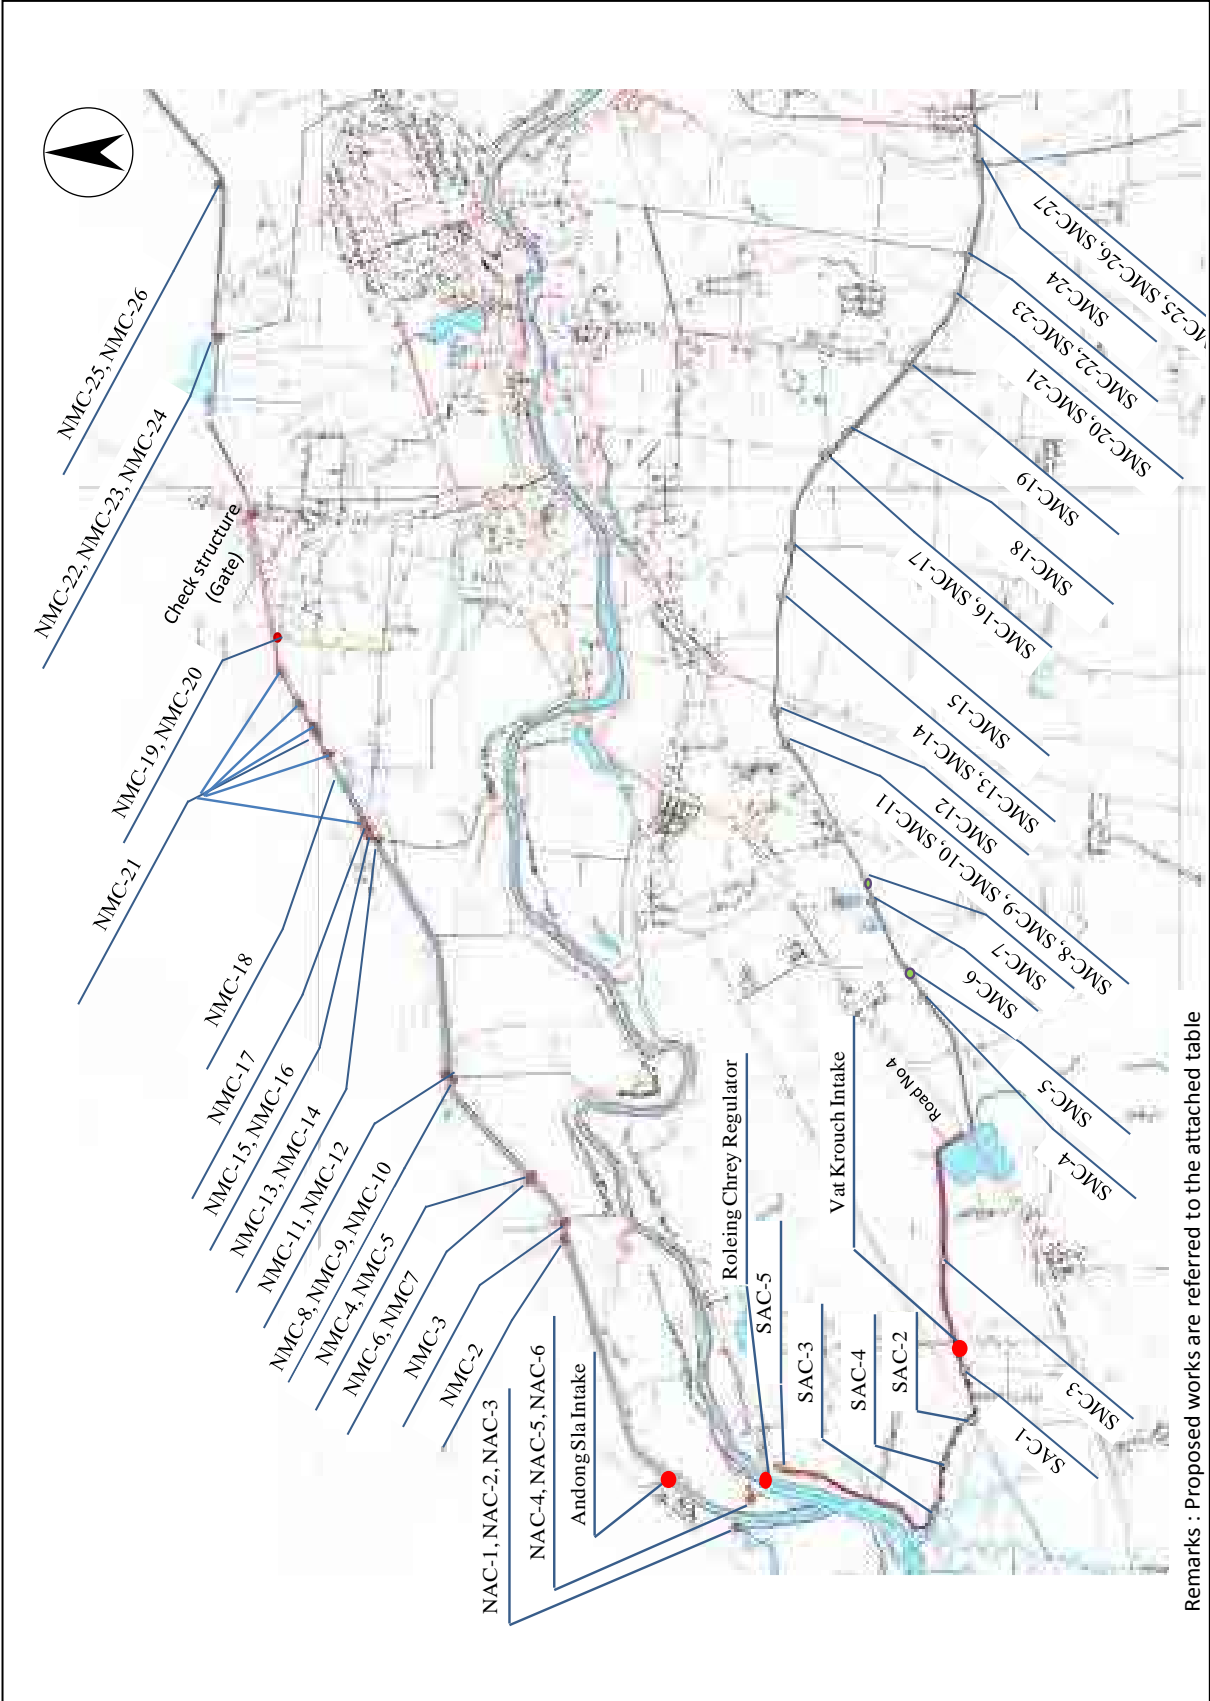 NMC-25, NMC-26
NMC-22, NMC-23, NMC-24
Check structure
(Gate)
NMC-19, NMC-20
NMC-21
NMC-18
NMC-17
NMC-15, NMC-16
NMC-13, NMC-14
NMC-11, NMC-12
NMC-8, NMC-9, NMC-10
NMC-4, NMC-5
NMC-6, NMC7
NMC-3
NMC-2
NAC-1, NAC-2, NAC-3
NAC-4, NAC-5, NAC-6
AndongSla Intake
Roleing Chrey Regulator
SAC-5
SAC-3
Vat Krouch Intake
SAC-4
SAC-2
Road No4
SAC-1
SMC-3
SMC-4
SMC-5
SMC-6
SMC-7
SMC-8, SMC-9, SMC-10, SMC-11
SMC-12
SMC-13, SMC-14
SMC-15
SMC-16, SMC-17
SMC-18
SMC-19
SMC-20, SMC-21
SMC-22, SMC-23
SMC-24
MC-25, SMC-26, SMC-27
Remarks : Proposed works are referred to the attached table